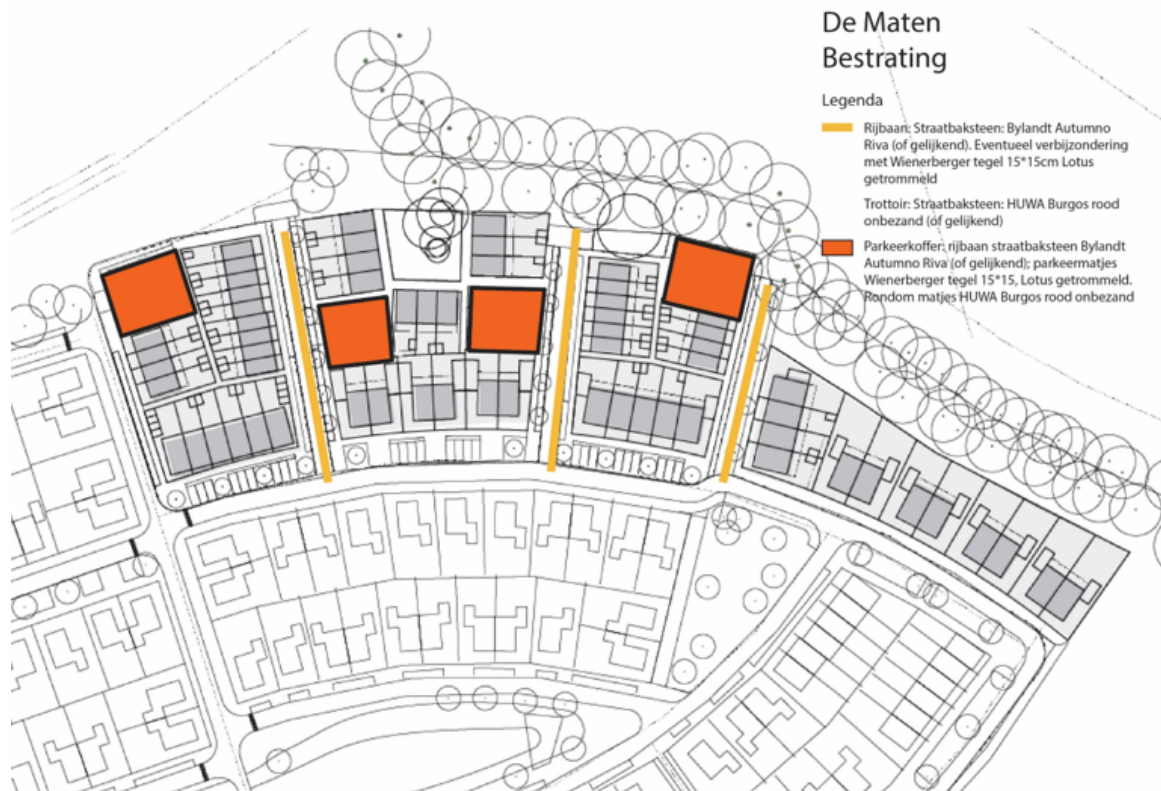 De Maten
Bestrating
Legenda
Rijbaan: Straatbaksteen: Bylandt Autumno
Riva (of gelijkend). Eventueel verbijzondering
met Wienerberger tegel 15*15cm Lotus
getrommeld
Trottoir: Straatbaksteen: HUWA Burgos rood
onbezand (of gelijkend)
Parkeerkoffer: rijbaan straatbaksteen Bylandt
Autumno Riva (of gelijkend); parkeermatjes
Wienerberger tegel 15*15, Lotus getrommeld.
Rondom matjes HUWA Burgos rood onbezand